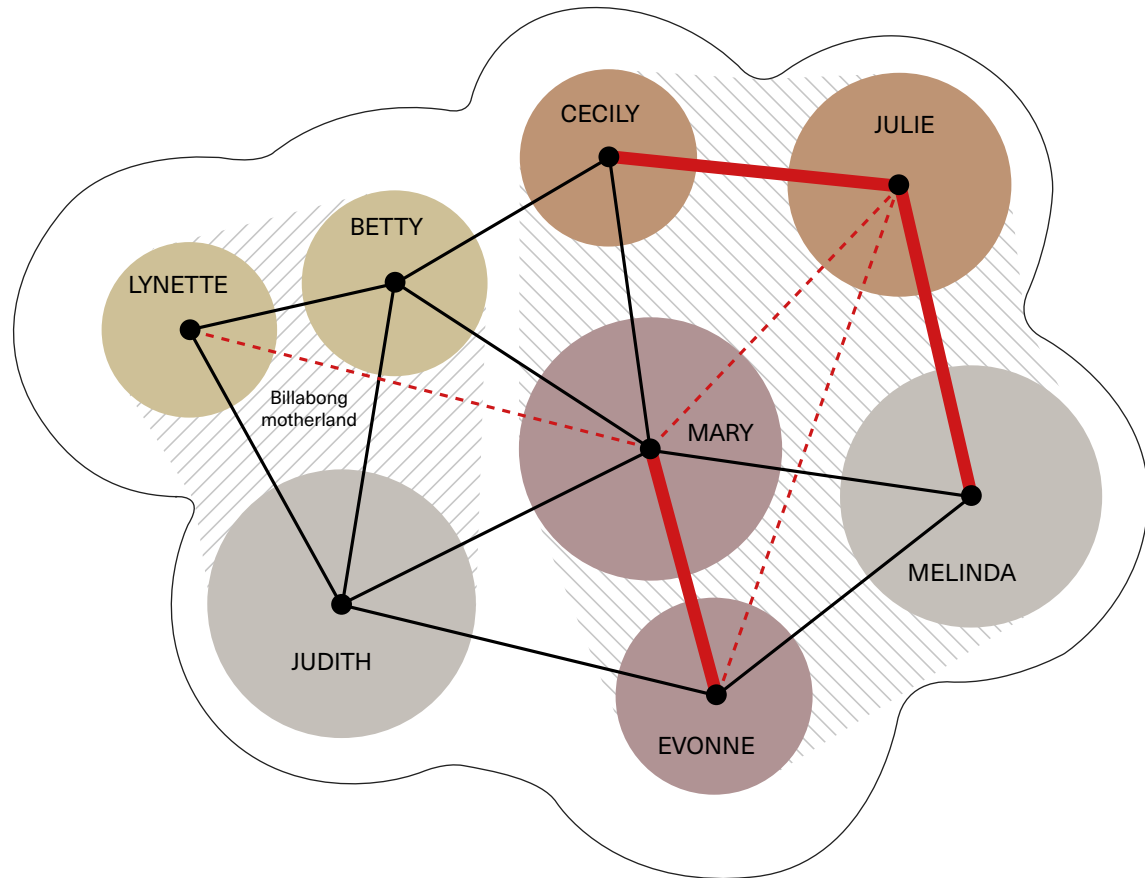 CECILY
JULIE
BETTY
LYNETTE
Billabong
motherland
MARY
MELINDA
JUDITH
EVONNE